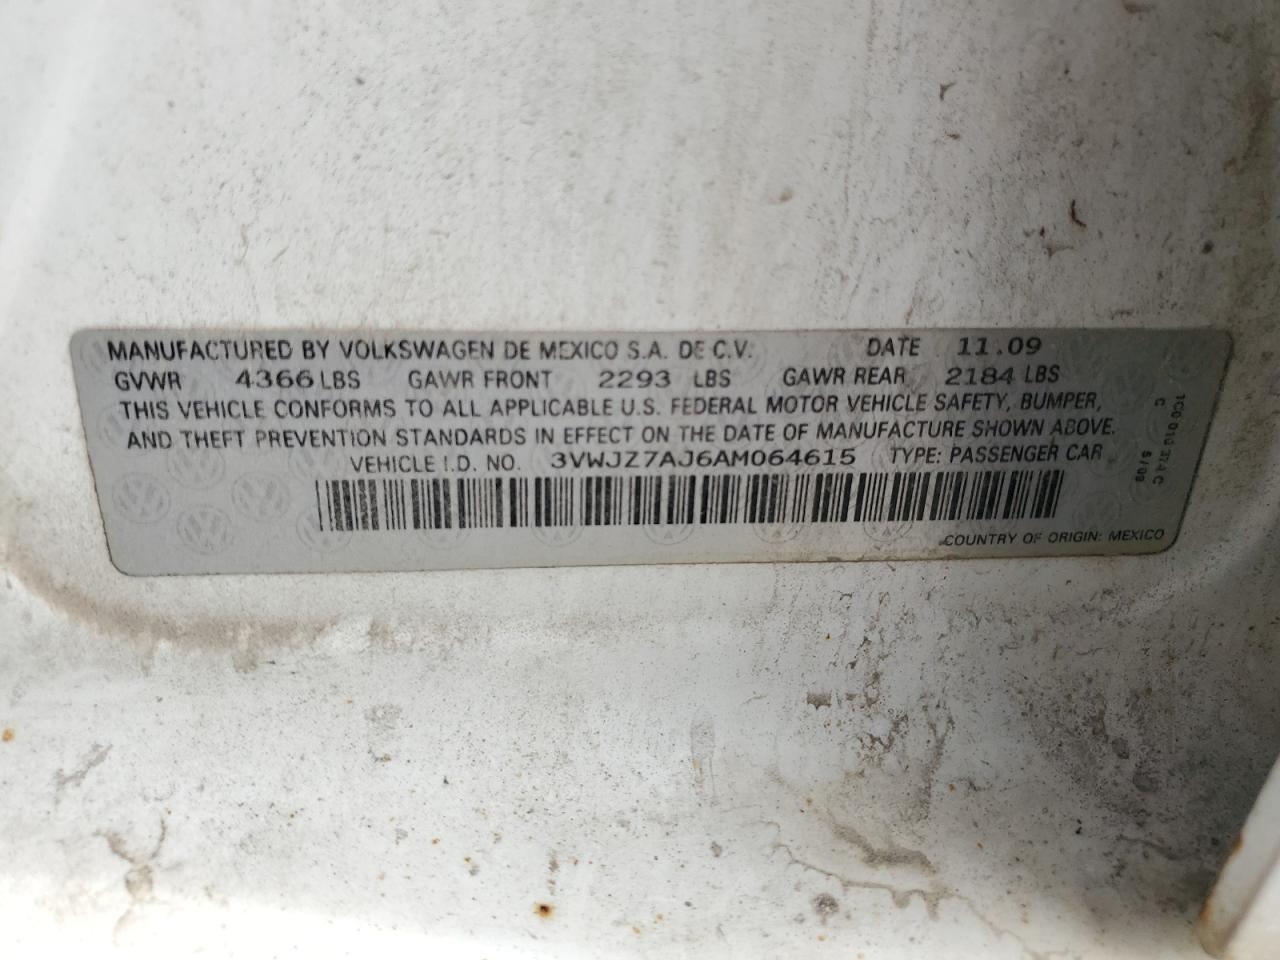 MANUFACTURED BY VOLKSWAGEN DE MEXICO S.A. DE C.V. DATE 11.09
GVWR 4366 LBS GAWR FRONT 2293 LBS GAWR REAR 2184 LBS
THIS VEHICLE CONFORMS TO ALL APPLICABLE U.S. FEDERAL MOTOR VEHICLE SAFETY, BUMPER,
AND THEFT PREVENTION STANDARDS IN EFFECT ON THE DATE OF MANUFACTURE SHOWN ABOVE.
VEHICLE I.D. NO. 3VWJZ7AJ6AM064615 TYPE: PASSENGER CAR
COUNTRY OF ORIGIN: MEXICO